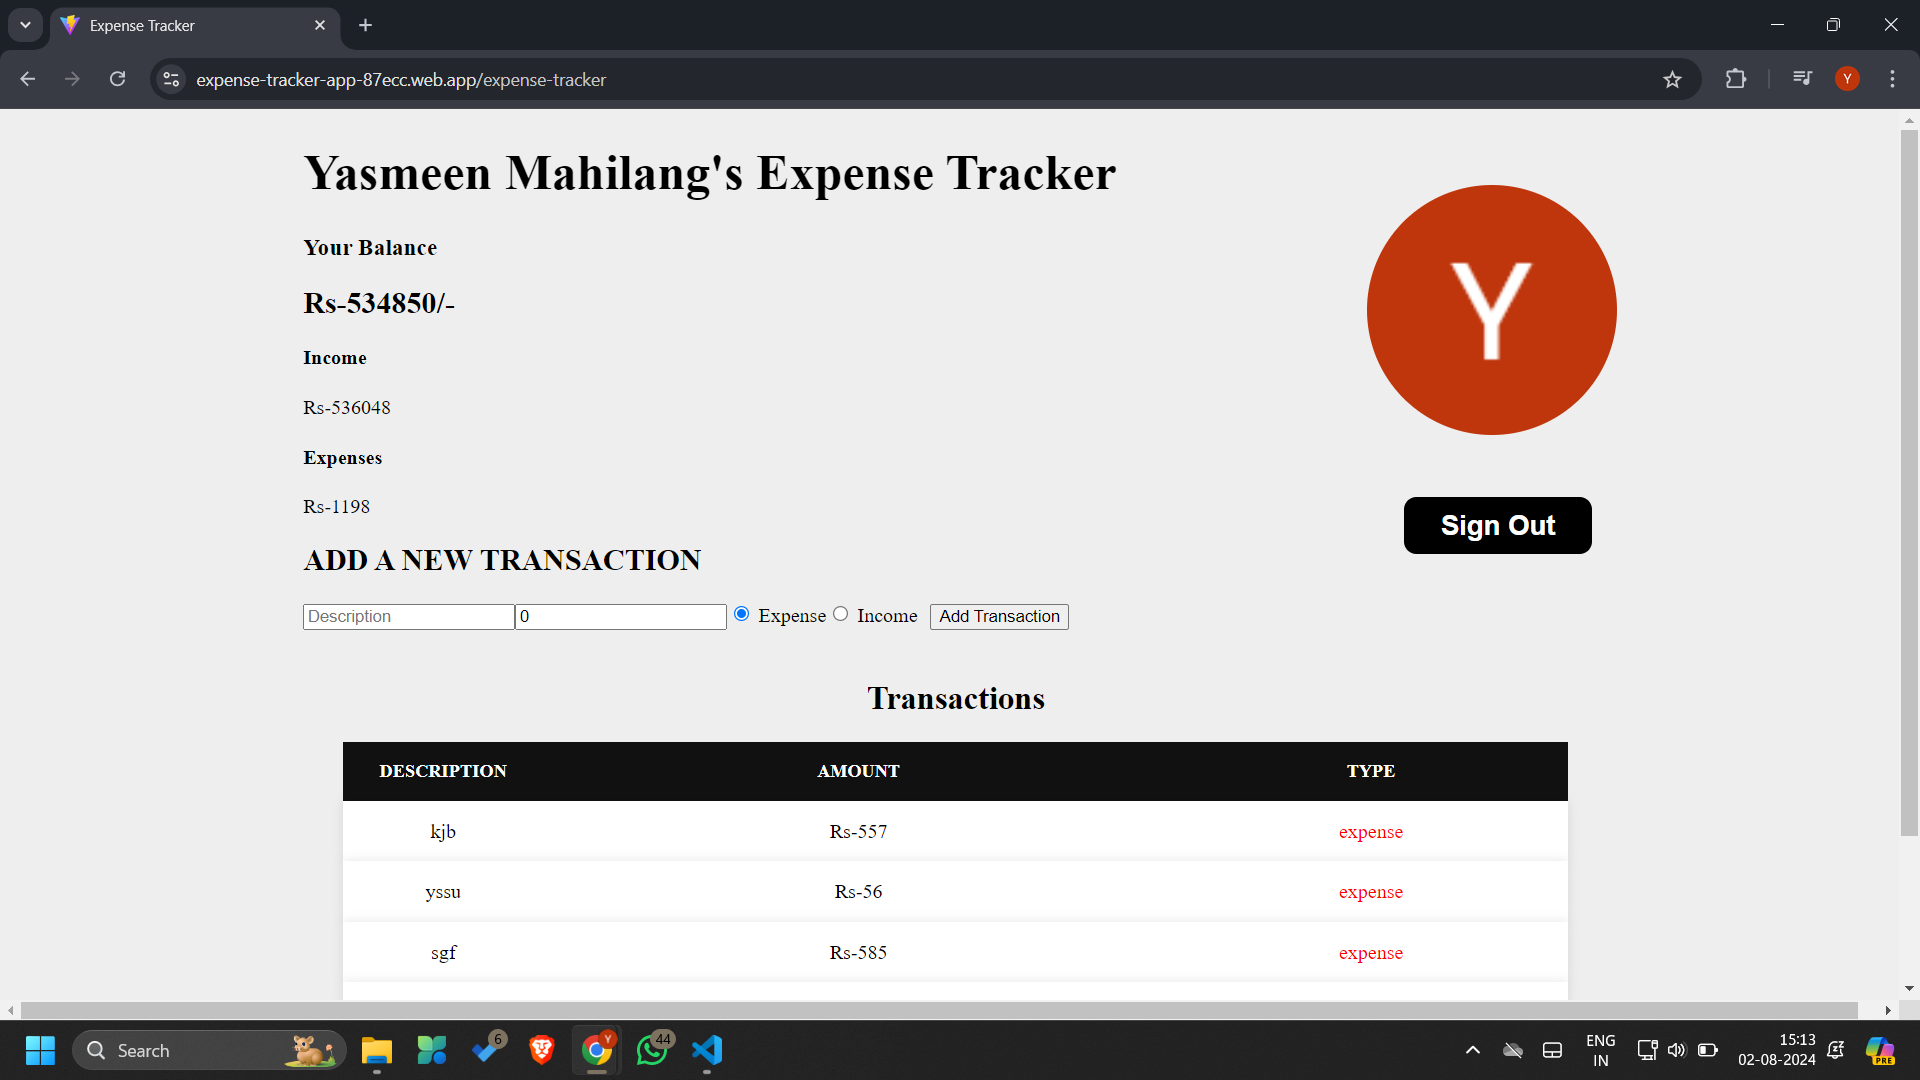 Expense Tracker
expense-tracker-app-87ecc.web.app/expense-tracker
Y
Yasmeen Mahilang's Expense Tracker
Your Balance
Rs-534850/-
Income
Rs-536048
Expenses
Rs-1198
Y
Sign Out
ADD A NEW TRANSACTION
Description 0 Expense Income Add Transaction
Transactions
DESCRIPTION AMOUNT TYPE
kjb Rs-557 expense
yssu Rs-56 expense
sgf Rs-585 expense
Search
6
Y
44
ENG
IN
15:13
02-08-2024
PRE